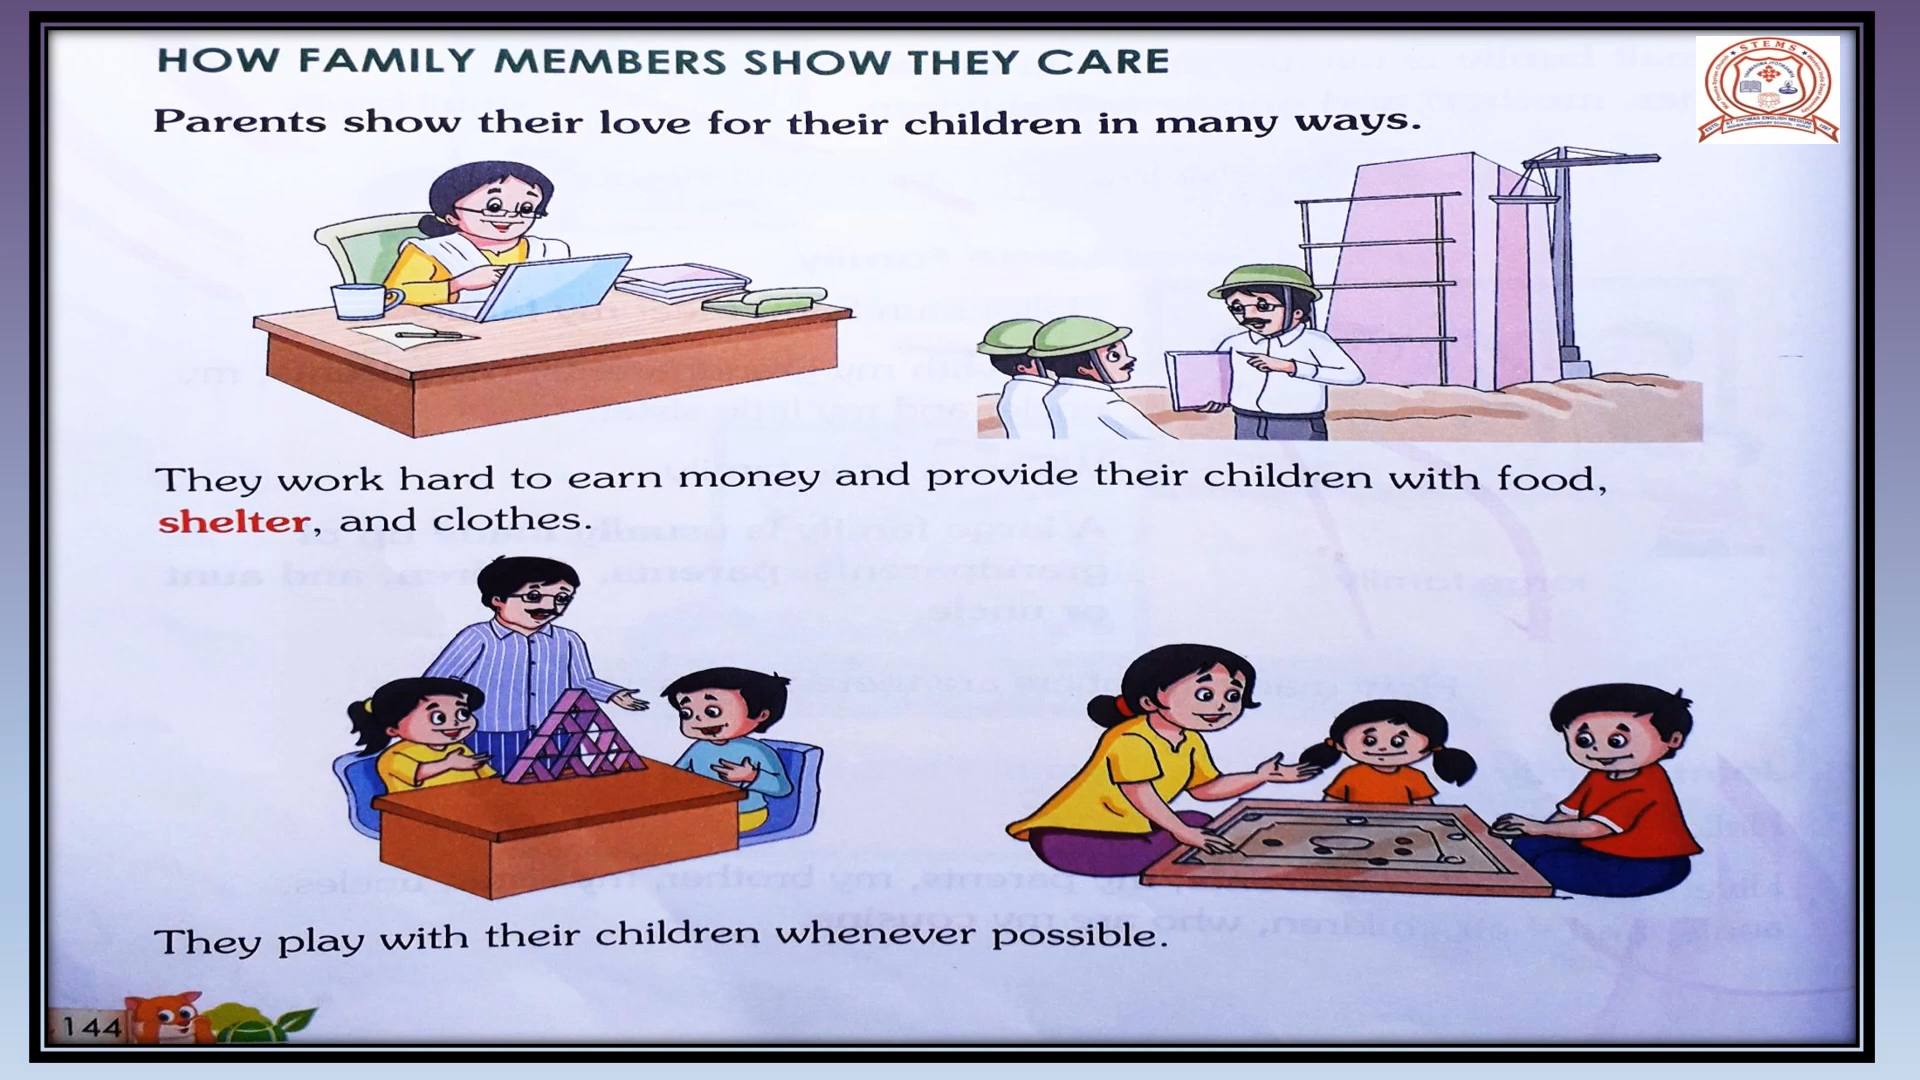 HOW FAMILY MEMBERS SHOW THEY CARE
STEMS
Parents show their love for their children in many ways.
They work hard to earn money and provide their children with food,
shelter, and clothes.
They play with their children whenever possible.
144